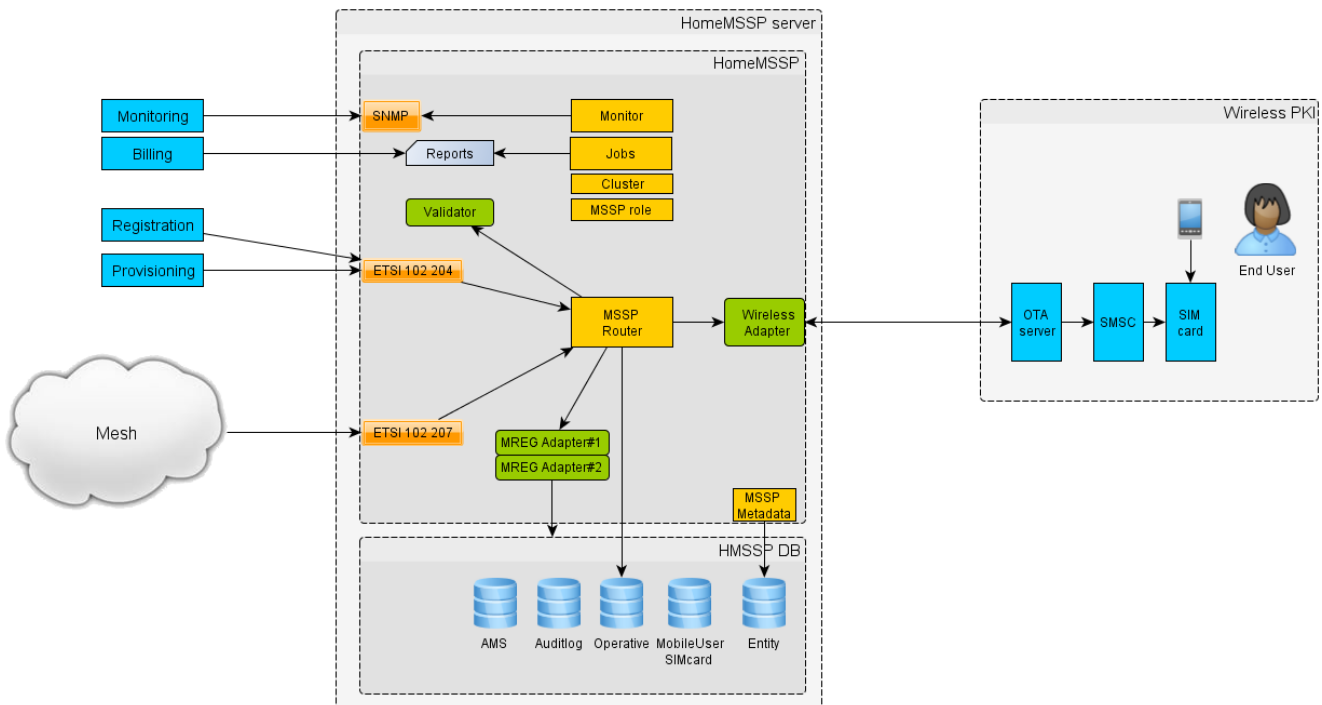 HomeMSSP server
HomeMSSP
Monitoring
SNMP
Monitor
Wireless PKI
Billing
Reports
Jobs
Cluster
Validator
MSSP role
Registration
Provisioning
ETSI 102 204
End User
MSSP
Router
Wireless
Adapter
OTA
server
SMSC
SIM
card
Mesh
ETSI 102 207
MREG Adapter#1
MREG Adapter#2
MSSP
Metadata
HMSSP DB
AMS
Auditlog
Operative
MobileUser
SIMcard
Entity